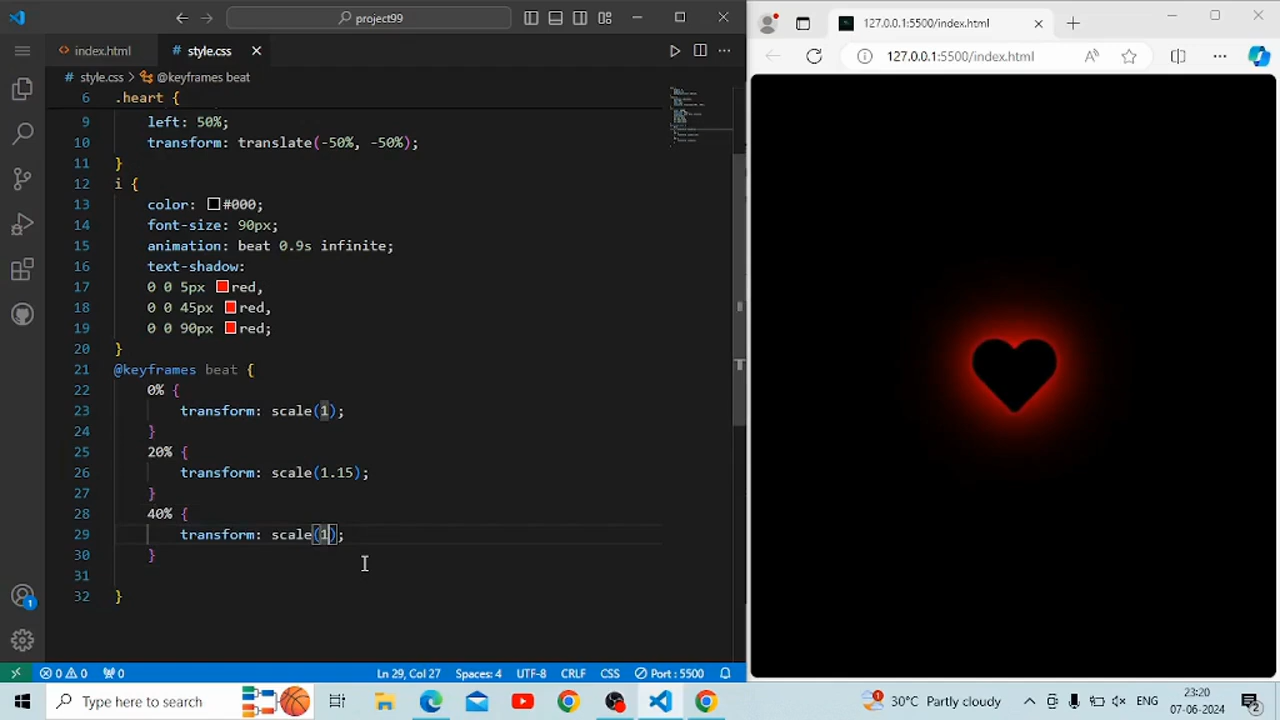 project99
index.html
style.css
style.css > @keyframes beat
6 .heart {
9 left: 50%;
10 transform: translate(-50%, -50%);
11 }
12 i {
13 color: #000;
14 font-size: 90px;
15 animation: beat 0.9s infinite;
16 text-shadow:
17 0 0 5px red,
18 0 0 45px red,
19 0 0 90px red;
20 }
21 @keyframes beat {
22 0% {
23 transform: scale(1);
24 }
25 20% {
26 transform: scale(1.15);
27 }
28 40% {
29 transform: scale(1);
30 }
31
32 }
1
0 0 0
Ln 29, Col 27 Spaces: 4 UTF-8 CRLF CSS Port : 5500
127.0.0.1:5500/index.html
127.0.0.1:5500/index.html
Type here to search
1
30°C Partly cloudy
ENG
23:20
07-06-2024
2